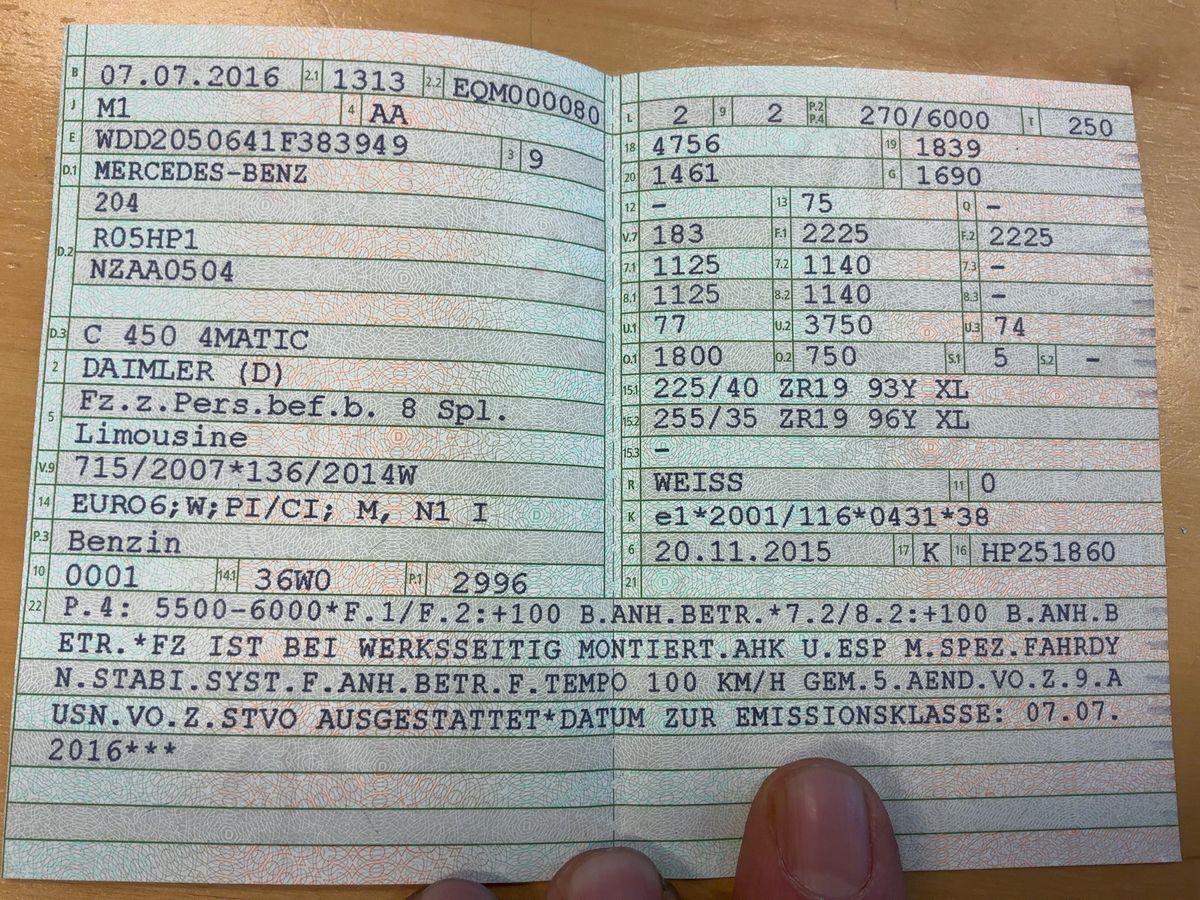 B 07.07.2016 2.1 1313 2.2 EQM000080
J M1 4 AA
E WDD2050641F383949 3 9
D.1 MERCEDES-BENZ
204
D.2 R05HP1
NZAA0504
D.3 C 450 4MATIC
2 DAIMLER (D)
5 Fz.z.Pers.bef.b. 8 Spl.
Limousine
V.9 715/2007*136/2014W
14 EURO6;W;PI/CI; M, N1 I
P.3 Benzin
10 0001 14.1 36W0 P.1 2996
L 2 9 2 P.2 P.4 270/6000 T 250
18 4756 19 1839
20 1461 G 1690
12 – 13 75 Q –
V.7 183 F.1 2225 F.2 2225
7.1 1125 7.2 1140 7.3 –
8.1 1125 8.2 1140 8.3 –
U.1 77 U.2 3750 U.3 74
O.1 1800 O.2 750 S.1 5 S.2 –
15.1 225/40 ZR19 93Y XL
15.2 255/35 ZR19 96Y XL
15.3 –
R WEISS 11 0
K e1*2001/116*0431*38
6 20.11.2015 17 K 16 HP251860
21
22 P.4: 5500-6000*F.1/F.2:+100 B.ANH.BETR.*7.2/8.2:+100 B.ANH.B
ETR.*FZ IST BEI WERKSSEITIG MONTIERT.AHK U.ESP M.SPEZ.FAHRDY
N.STABI.SYST.F.ANH.BETR.F.TEMPO 100 KM/H GEM.5.AEND.VO.Z.9.A
USN.VO.Z.STVO AUSGESTATTET*DATUM ZUR EMISSIONSKLASSE: 07.07.
2016***